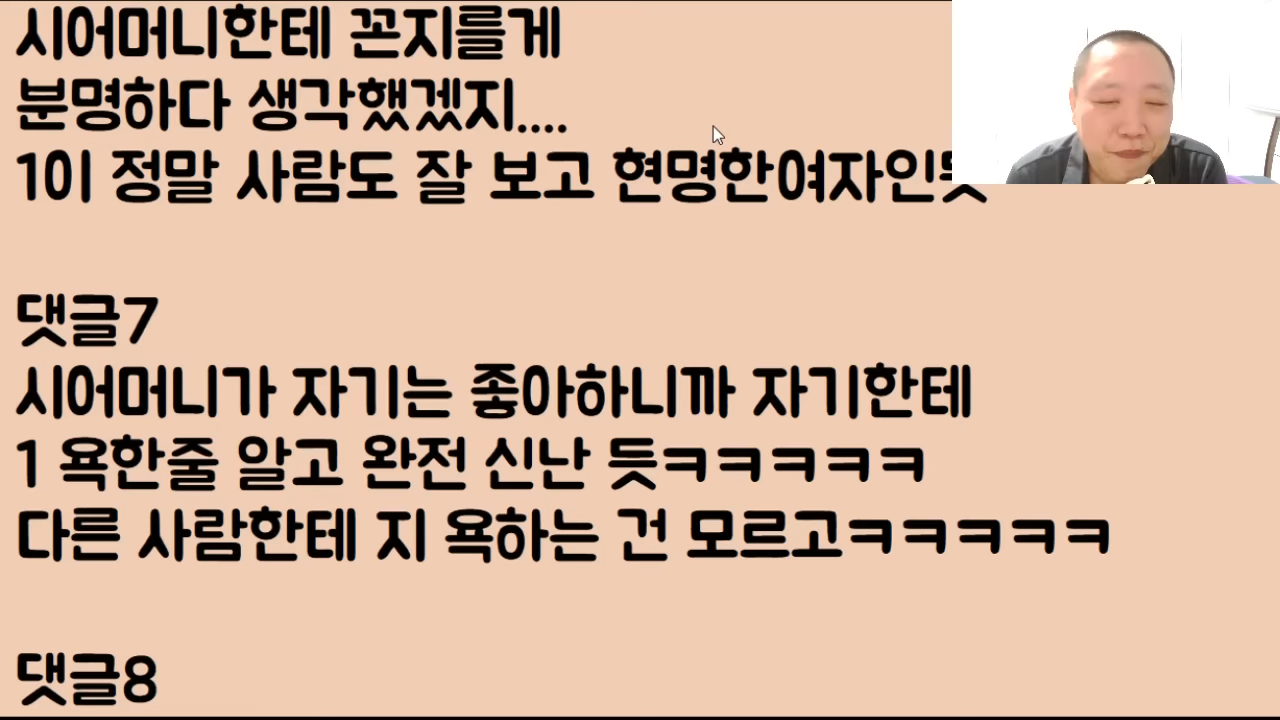 시어머니한테 꼰지를게
분명하다 생각했겠지....
1이 정말 사람도 잘 보고 현명한여자인듯
댓글7
시어머니가 자기는 좋아하니까 자기한테
1 욕한줄 알고 완전 신난 듯ㅋㅋㅋㅋㅋ
다른 사람한테 지 욕하는 건 모르고ㅋㅋㅋㅋㅋ
댓글8